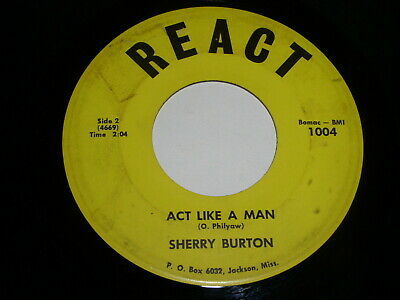 REACT
Side 2
(4669)
Time 2:04
Bomac — BMI
1004
ACT LIKE A MAN
(O. Philyaw)
SHERRY BURTON
P. O. Box 6032, Jackson, Miss.